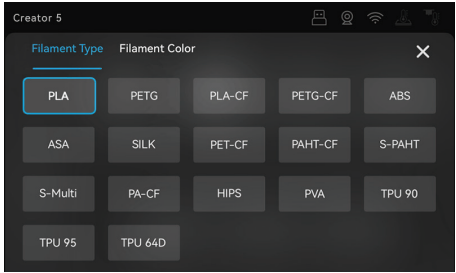 Creator 5
Filament Type Filament Color
PLA PETG PLA-CF PETG-CF ABS
ASA SILK PET-CF PAHT-CF S-PAHT
S-Multi PA-CF HIPS PVA TPU 90
TPU 95 TPU 64D